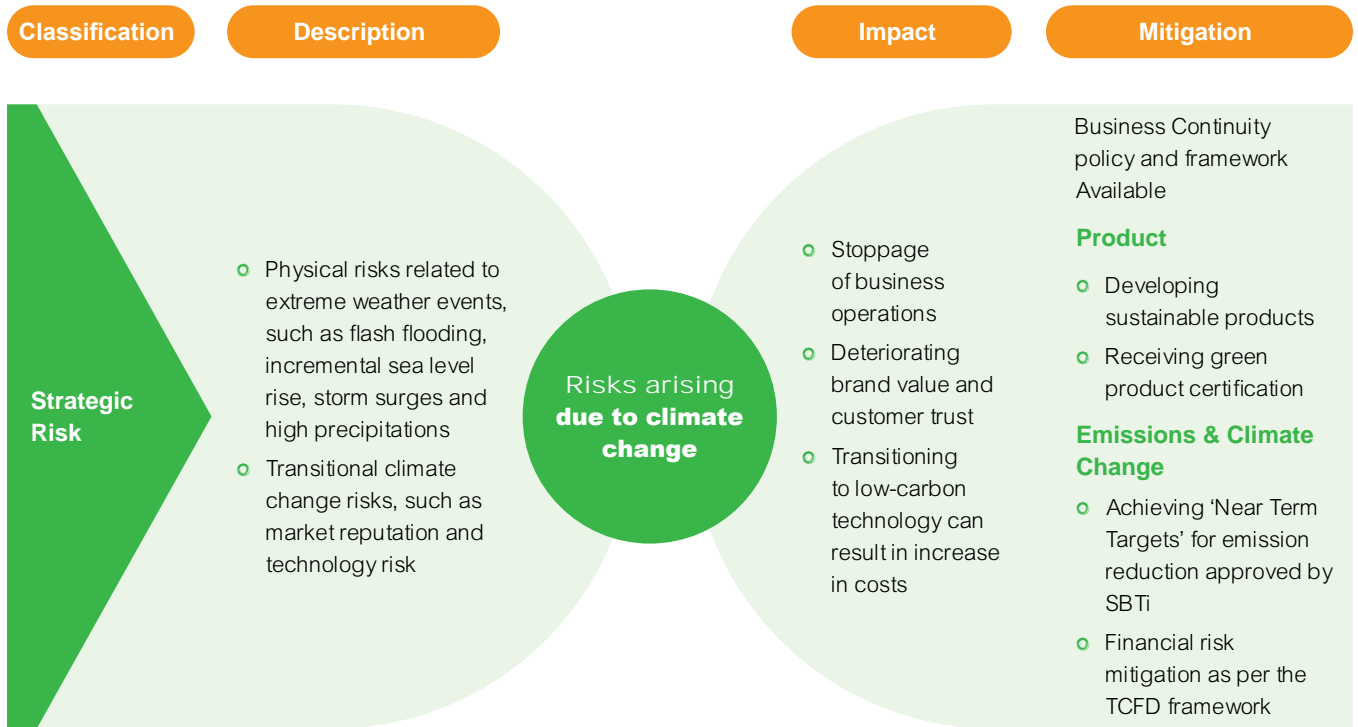 Classification
Description
Impact
Mitigation
Strategic
Risk
Physical risks related to
extreme weather events,
such as flash flooding,
incremental sea level
rise, storm surges and
high precipitations
Transitional climate
change risks, such as
market reputation and
technology risk
Risks arising
due to climate
change
Stoppage
of business
operations
Deteriorating
brand value and
customer trust
Transitioning
to low-carbon
technology can
result in increase
in costs
Business Continuity
policy and framework
Available
Product
Developing
sustainable products
Receiving green
product certification
Emissions & Climate
Change
Achieving ‘Near Term
Targets’ for emission
reduction approved by
SBTi
Financial risk
mitigation as per the
TCFD framework